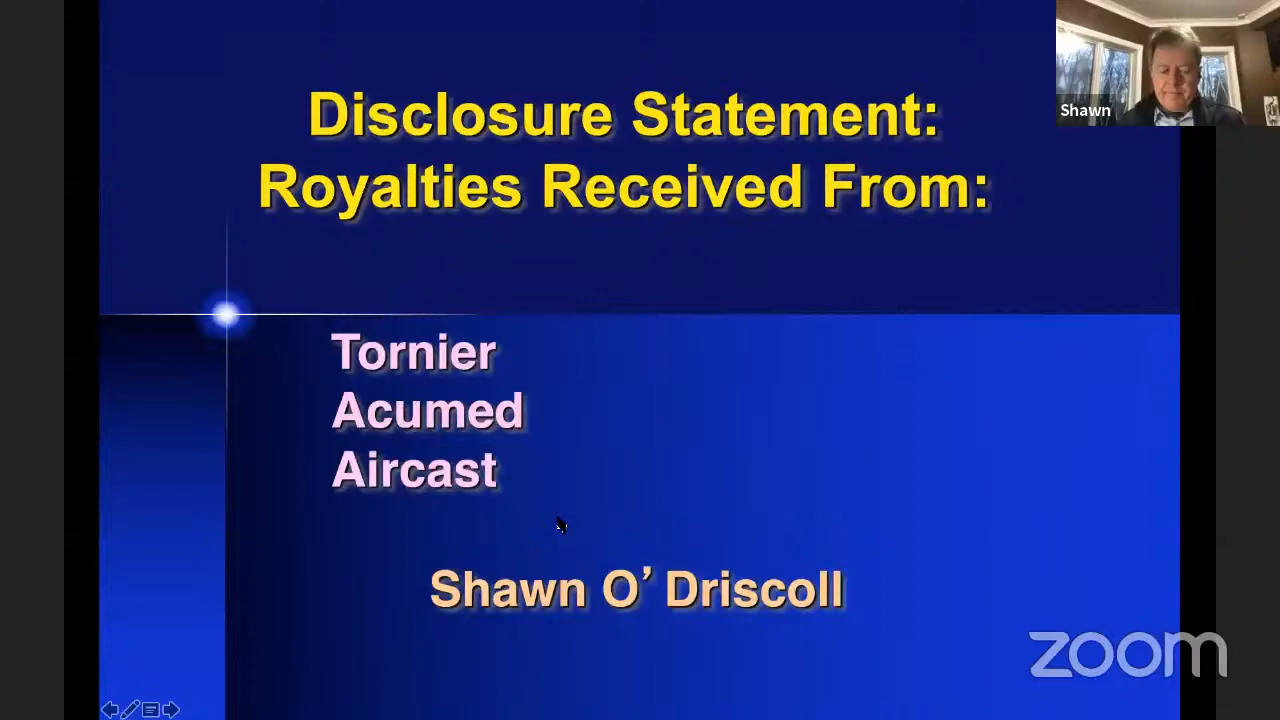 Disclosure Statement:
Royalties Received From:
Shawn
Tornier
Acumed
Aircast
Shawn O’Driscoll
zoom